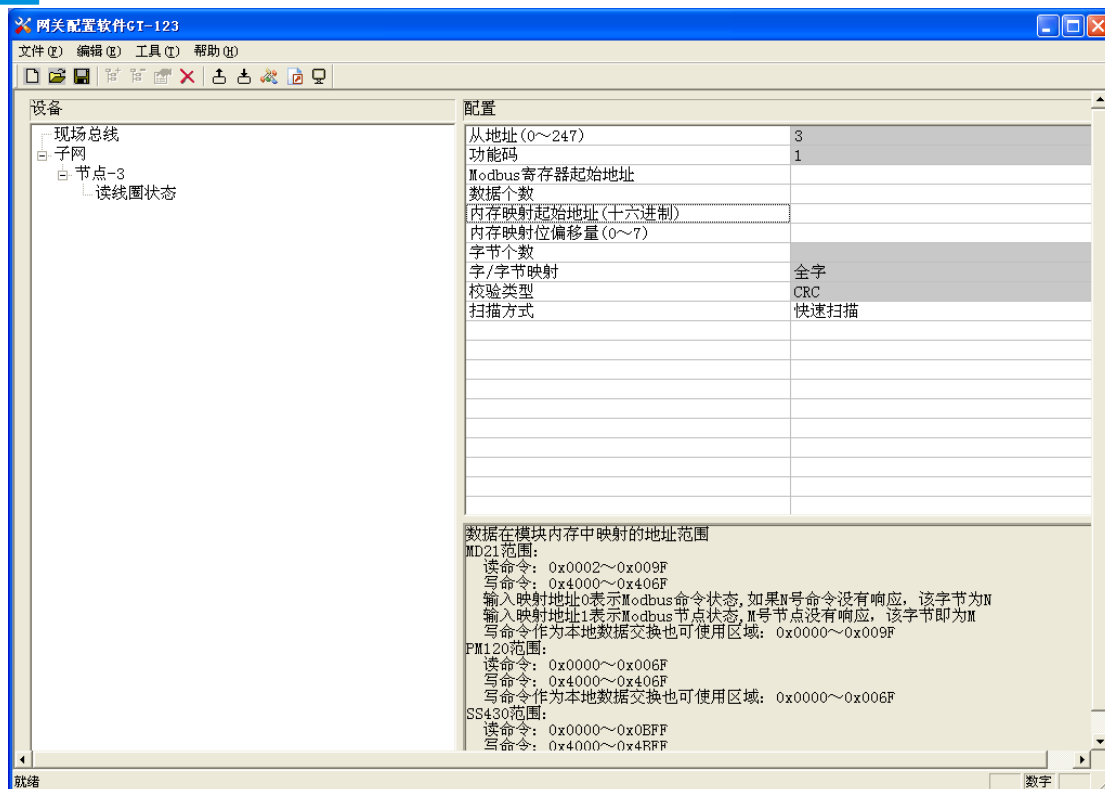 网关配置软件GT-123
文件(F) 编辑(E) 工具(T) 帮助(H)
设备
现场总线
子网
节点-3
读线圈状态
配置
从地址(0～247) 3
功能码 1
Modbus寄存器起始地址
数据个数
内存映射起始地址(十六进制)
内存映射位偏移量(0～7)
字节个数
字/字节映射 全字
校验类型 CRC
扫描方式 快速扫描
数据在模块内存中映射的地址范围
MD21范围:
读命令: 0x0002～0x009F
写命令: 0x4000～0x406F
输入映射地址0表示Modbus命令状态,如果N号命令没有响应，该字节为N
输入映射地址1表示Modbus节点状态,M号节点没有响应，该字节即为M
写命令作为本地数据交换也可使用区域: 0x0000～0x009F
PM120范围:
读命令: 0x0000～0x006F
写命令: 0x4000～0x406F
写命令作为本地数据交换也可使用区域: 0x0000～0x006F
SS430范围:
读命令: 0x0000～0x0BFF
写命令: 0x4000～0x4BFF
就绪
数字